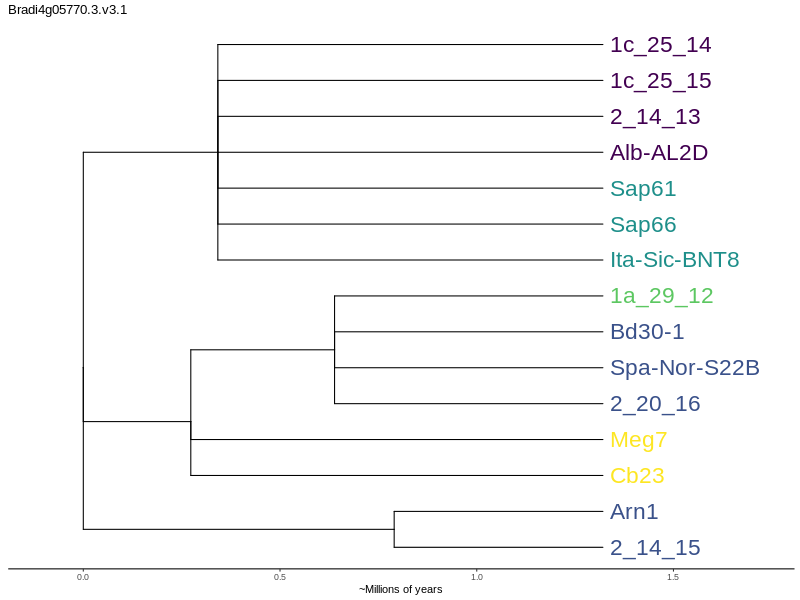 Bradi4g05770.3.v3.1
1c_25_14
1c_25_15
2_14_13
Alb-AL2D
Sap61
Sap66
Ita-Sic-BNT8
1a_29_12
Bd30-1
Spa-Nor-S22B
2_20_16
Meg7
Cb23
Arn1
2_14_15
0.0 0.5 1.0 1.5
~Millions of years